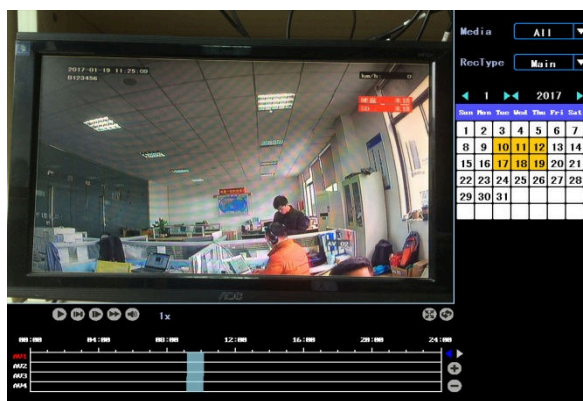 Media All
RecType Main
1 2017
Sun Mon Tue Wed Thu Fri Sat
1 2 3 4 5 6 7
8 9 10 11 12 13 14
15 16 17 18 19 20 21
22 23 24 25 26 27 28
29 30 31
2017-01-19 11:25:09
B123456
km/h 0
AOC
1x
00:00 04:00 08:00 12:00 16:00 20:00 24:00
AV1
AV2
AV3
AV4